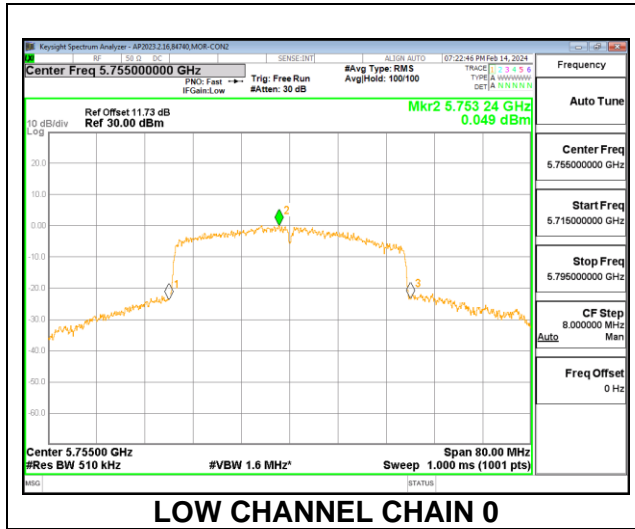 Keysight Spectrum Analyzer - AP2023.2.16,84740,MOR-CON2
RF 50 Ω DC SENSE:INT ALIGN AUTO 07:22:46 PM Feb 14, 2024
Center Freq 5.755000000 GHz
PNO: Fast
IFGain:Low
Trig: Free Run
#Atten: 30 dB
#Avg Type: RMS
Avg|Hold: 100/100
TRACE 1 2 3 4 5 6
TYPE A WWWWW
DET A NNNNN
Ref Offset 11.73 dB
Ref 30.00 dBm
10 dB/div
Log
Mkr2 5.753 24 GHz
0.049 dBm
20.0
10.0
0.00
-10.0
-20.0
-30.0
-40.0
-50.0
-60.0
1
2
3
Center 5.75500 GHz
#Res BW 510 kHz
#VBW 1.6 MHz*
Span 80.00 MHz
Sweep 1.000 ms (1001 pts)
MSG
STATUS
Frequency
Auto Tune
Center Freq
5.755000000 GHz
Start Freq
5.715000000 GHz
Stop Freq
5.795000000 GHz
CF Step
8.000000 MHz
Auto Man
Freq Offset
0 Hz
LOW CHANNEL CHAIN 0